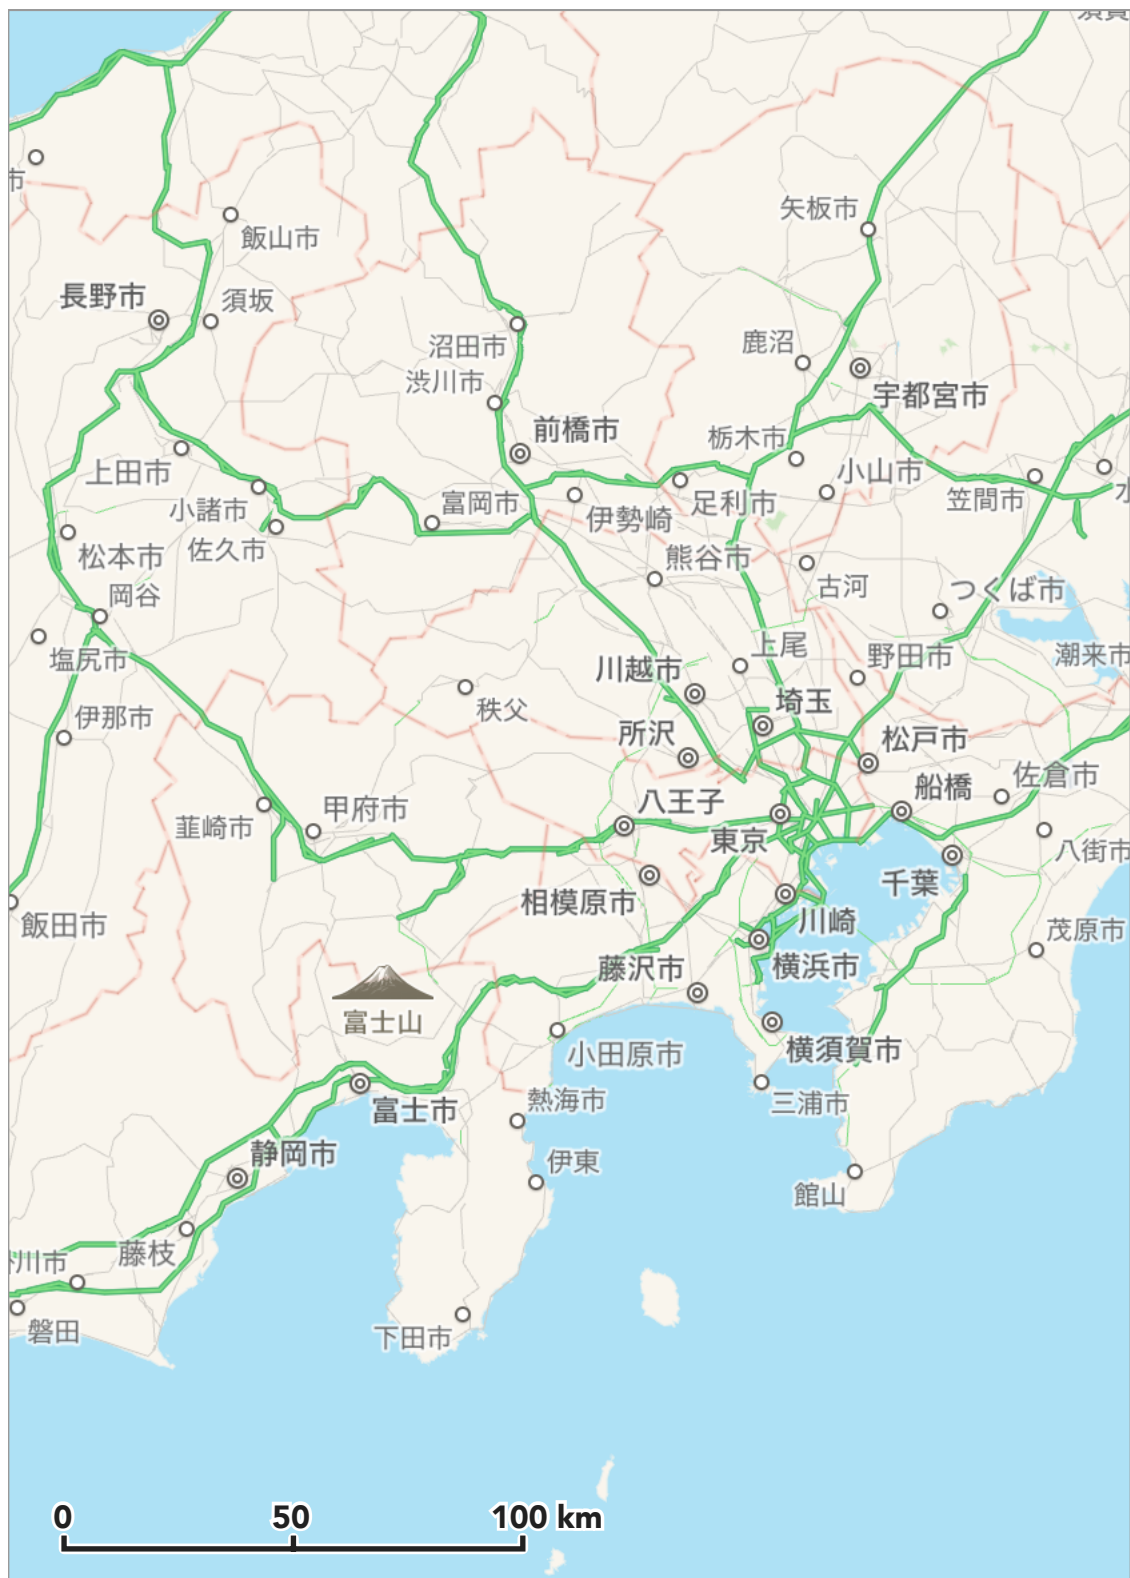 矢板市
飯山市
長野市
須坂
沼田市
鹿沼
渋川市
宇都宮市
前橋市
栃木市
上田市
小山市
小諸市
富岡市
足利市
笠間市
伊勢崎
佐久市
松本市
熊谷市
岡谷
古河
つくば市
塩尻市
上尾
野田市
潮来市
川越市
秩父
埼玉
伊那市
所沢
松戸市
佐倉市
船橋
八王子
甲府市
韮崎市
東京
八街市
千葉
相模原市
飯田市
川崎
茂原市
藤沢市
横浜市
富士山
小田原市
横須賀市
熱海市
三浦市
富士市
静岡市
伊東
館山
藤枝
川市
磐田
下田市
0 50 100 km